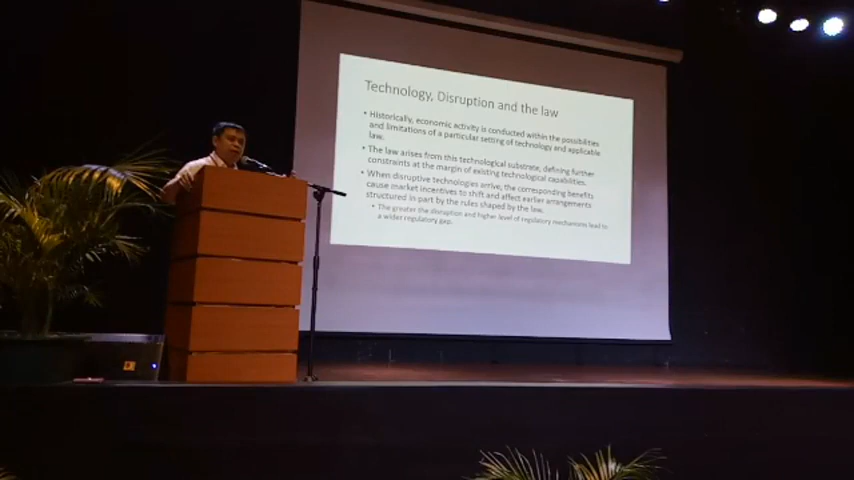 Technology, Disruption, and the law
• Historically, economic activity is conducted within the possibilities
and limitations of a particular setting of technology and applicable
law.
• The law arises from this technological substrate, defining further
constraints at the margin of existing technological capabilities.
• When disruptive technologies arrive, the corresponding benefits
cause market incentives to shift and affect earlier arrangements
structured in part by the rules shaped by the law.
• The greater the disruption and higher level of regulatory mechanisms lead to
a wider regulatory gap.